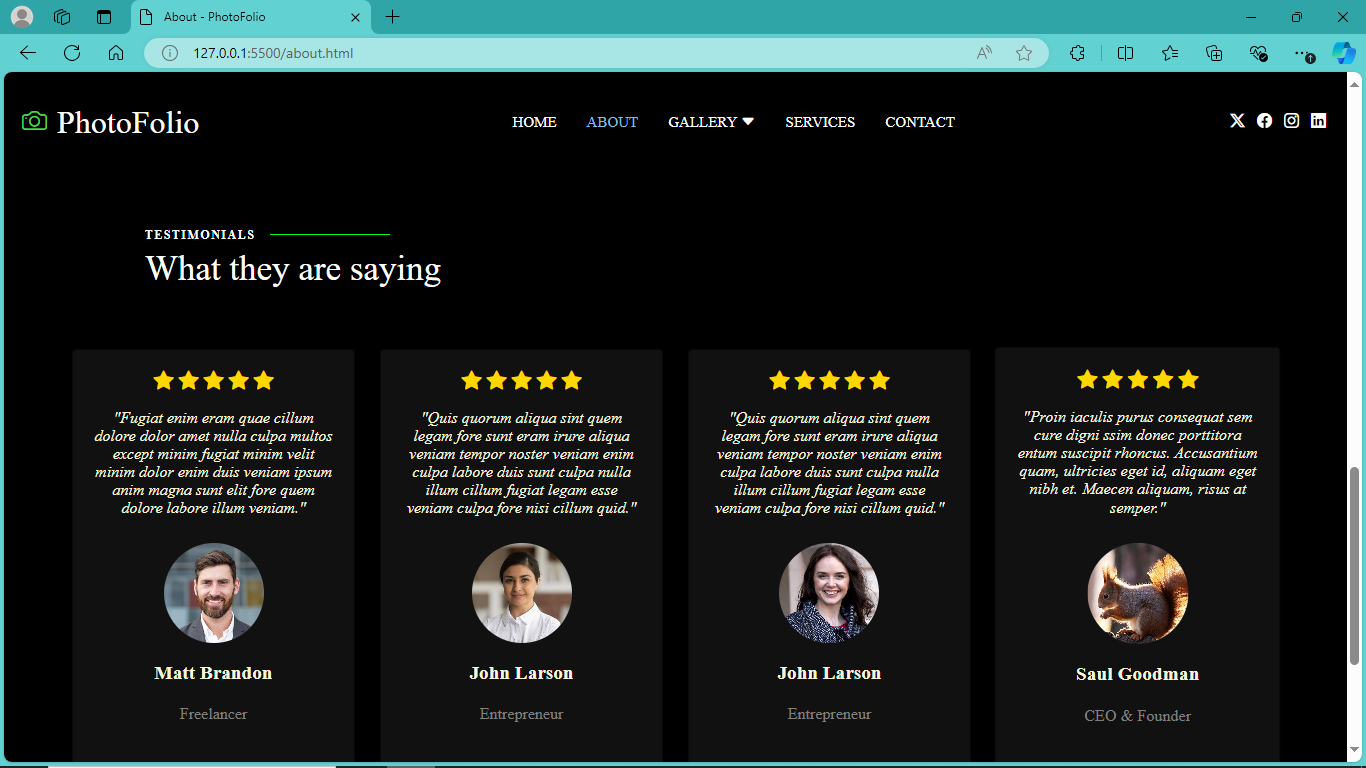 About - PhotoFolio
127.0.0.1:5500/about.html
PhotoFolio
HOME
ABOUT
GALLERY
SERVICES
CONTACT
TESTIMONIALS
What they are saying
"Fugiat enim eram quae cillum
dolore dolor amet nulla culpa multos
except minim fugiat minim velit
minim dolor enim duis veniam ipsum
anim magna sunt elit fore quem
dolore labore illum veniam."
Matt Brandon
Freelancer
"Quis quorum aliqua sint quem
legam fore sunt eram irure aliqua
veniam tempor noster veniam enim
culpa labore duis sunt culpa nulla
illum cillum fugiat legam esse
veniam culpa fore nisi cillum quid."
John Larson
Entrepreneur
"Quis quorum aliqua sint quem
legam fore sunt eram irure aliqua
veniam tempor noster veniam enim
culpa labore duis sunt culpa nulla
illum cillum fugiat legam esse
veniam culpa fore nisi cillum quid."
John Larson
Entrepreneur
"Proin iaculis purus consequat sem
cure digni ssim donec porttitora
entum suscipit rhoncus. Accusantium
quam, ultricies eget id, aliquam eget
nibh et. Maecen aliquam, risus at
semper."
Saul Goodman
CEO & Founder